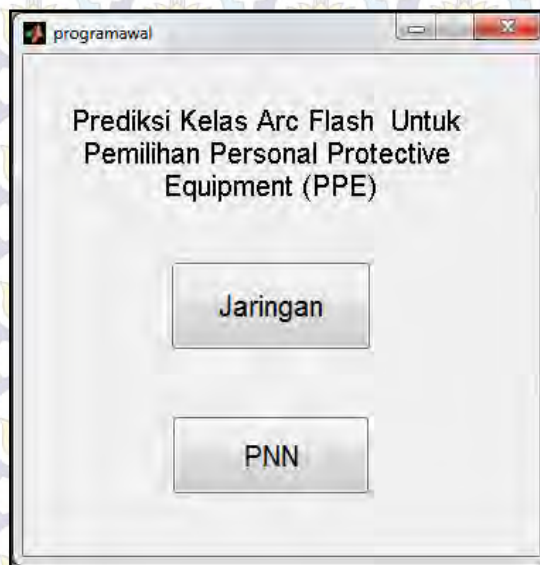 programawal
Prediksi Kelas Arc Flash Untuk
Pemilihan Personal Protective
Equipment (PPE)
Jaringan
PNN